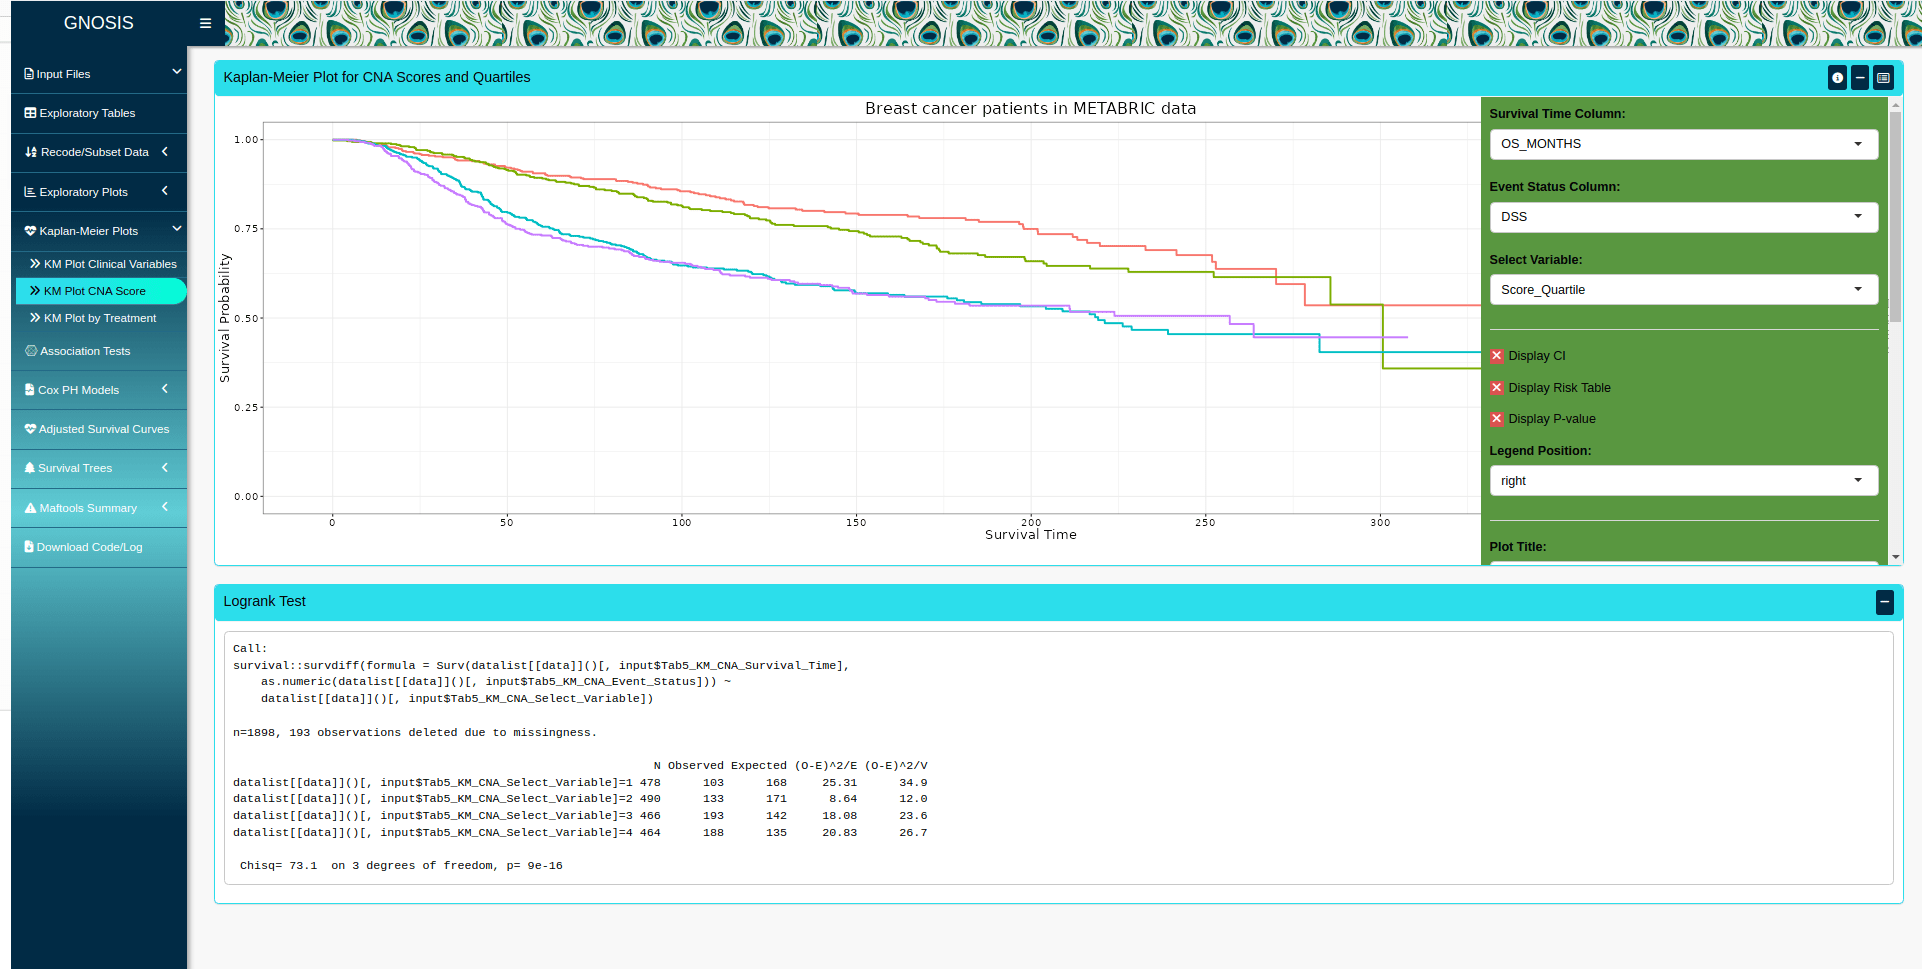 GNOSIS
Input Files
Exploratory Tables
Recode/Subset Data
Exploratory Plots
Kaplan-Meier Plots
KM Plot Clinical Variables
KM Plot CNA Score
KM Plot by Treatment
Association Tests
Cox PH Models
Adjusted Survival Curves
Survival Trees
Maftools Summary
Download Code/Log
Kaplan-Meier Plot for CNA Scores and Quartiles
Breast cancer patients in METABRIC data
Survival Probability
1.00
0.75
0.50
0.25
0.00
0 50 100 150 200 250 300
Survival Time
Survival Time Column:
OS_MONTHS
Event Status Column:
DSS
Select Variable:
Score_Quartile
Display CI
Display Risk Table
Display P-value
Legend Position:
right
Plot Title:
Logrank Test
Call:
survival::survdiff(formula = Surv(datalist[[data]]()[, input$Tab5_KM_CNA_Survival_Time],
    as.numeric(datalist[[data]]()[, input$Tab5_KM_CNA_Event_Status])) ~
    datalist[[data]]()[, input$Tab5_KM_CNA_Select_Variable])
n=1898, 193 observations deleted due to missingness.
N Observed Expected (O-E)^2/E (O-E)^2/V
datalist[[data]]()[, input$Tab5_KM_CNA_Select_Variable]=1 478 103 168 25.31 34.9
datalist[[data]]()[, input$Tab5_KM_CNA_Select_Variable]=2 490 133 171 8.64 12.0
datalist[[data]]()[, input$Tab5_KM_CNA_Select_Variable]=3 466 193 142 18.08 23.6
datalist[[data]]()[, input$Tab5_KM_CNA_Select_Variable]=4 464 188 135 20.83 26.7
Chisq= 73.1  on 3 degrees of freedom, p= 9e-16